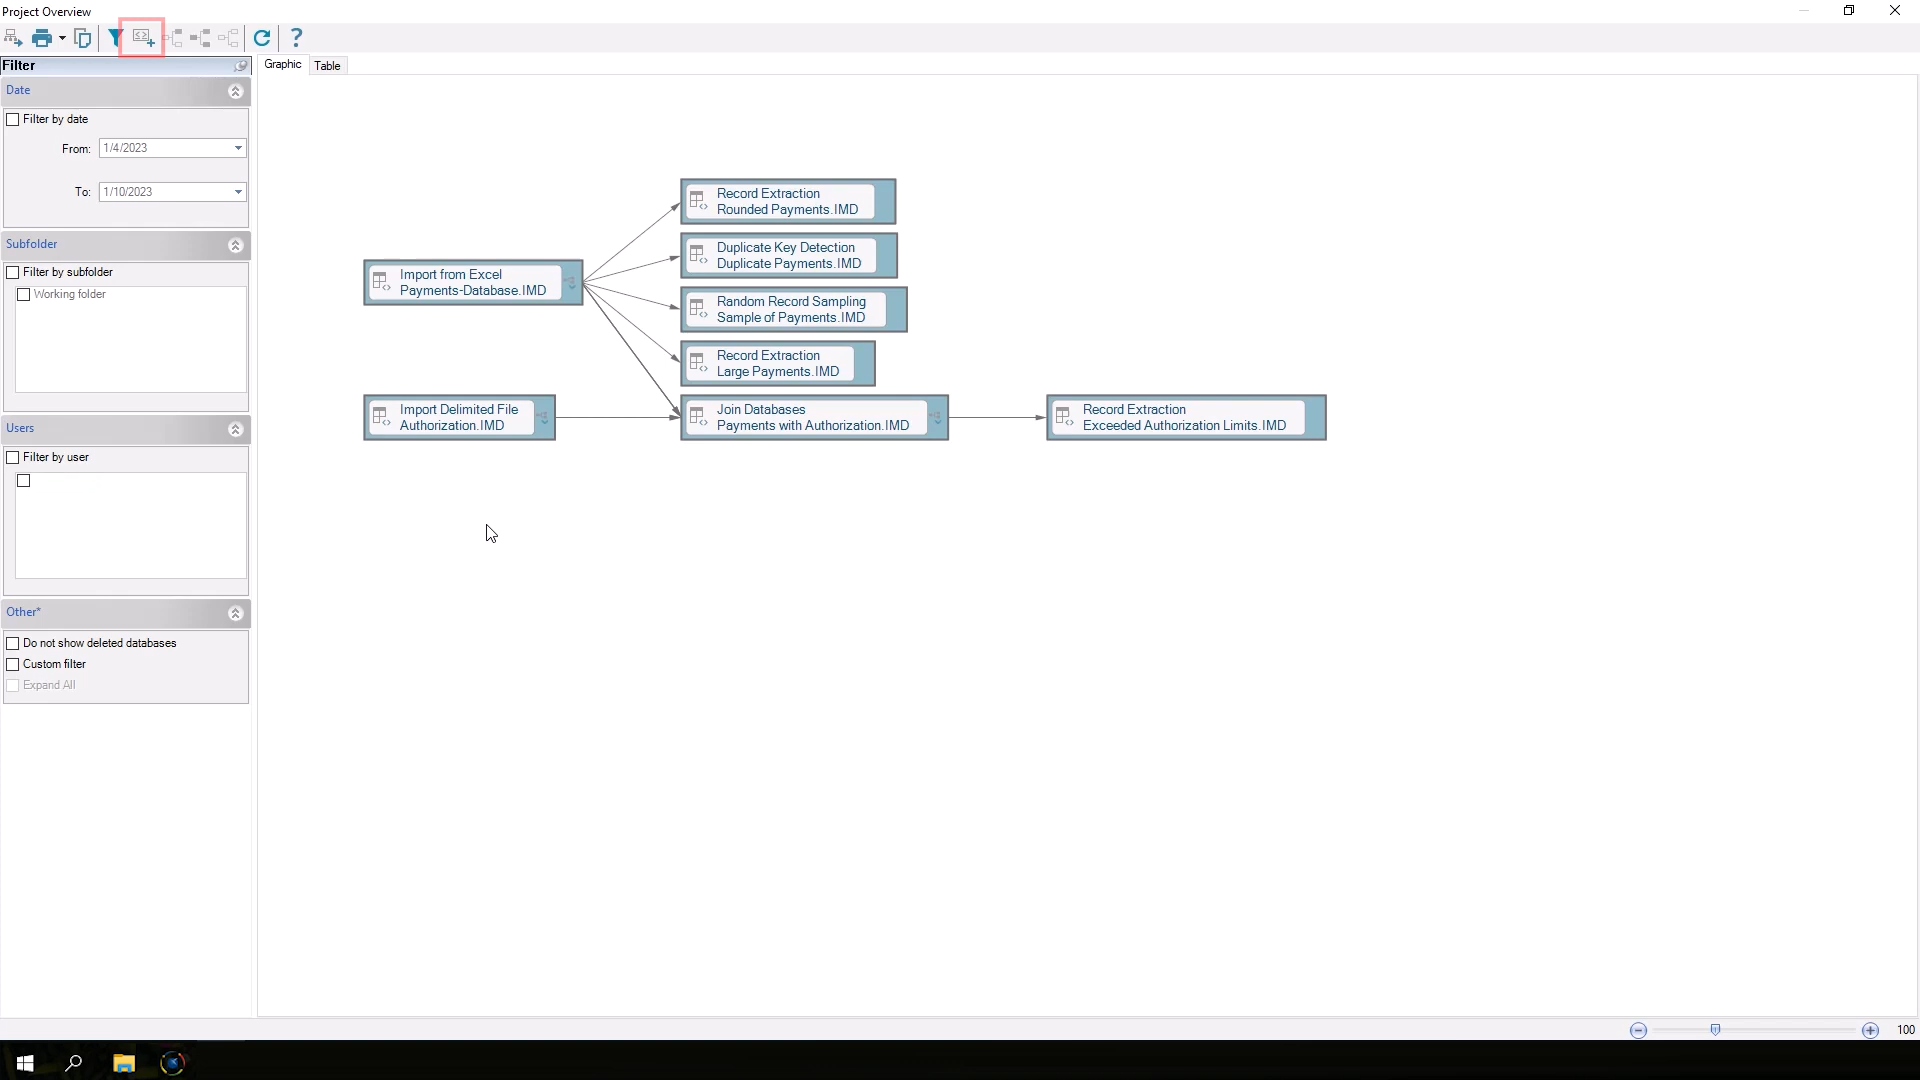 Project Overview
Filter
Graphic
Table
Date
Filter by date
From: 1/4/2023
To: 1/10/2023
Subfolder
Filter by subfolder
Working folder
Users
Filter by user
Other*
Do not show deleted databases
Custom filter
Expand All
Record Extraction
Rounded Payments.IMD
Duplicate Key Detection
Duplicate Payments.IMD
Import from Excel
Payments-Database.IMD
Random Record Sampling
Sample of Payments.IMD
Record Extraction
Large Payments.IMD
Import Delimited File
Authorization.IMD
Join Databases
Payments with Authorization.IMD
Record Extraction
Exceeded Authorization Limits.IMD
100